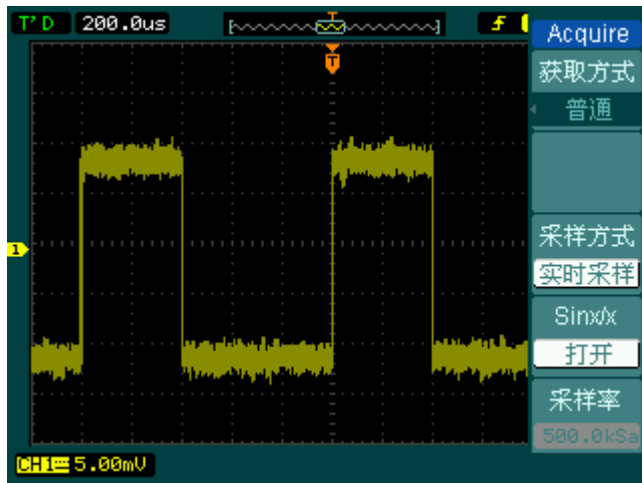 T'D 200.0us
T
T
Acquire
获取方式
普通
采样方式
实时采样
Sinx/x
打开
采样率
500.0kSa
1
CH1 5.00mV